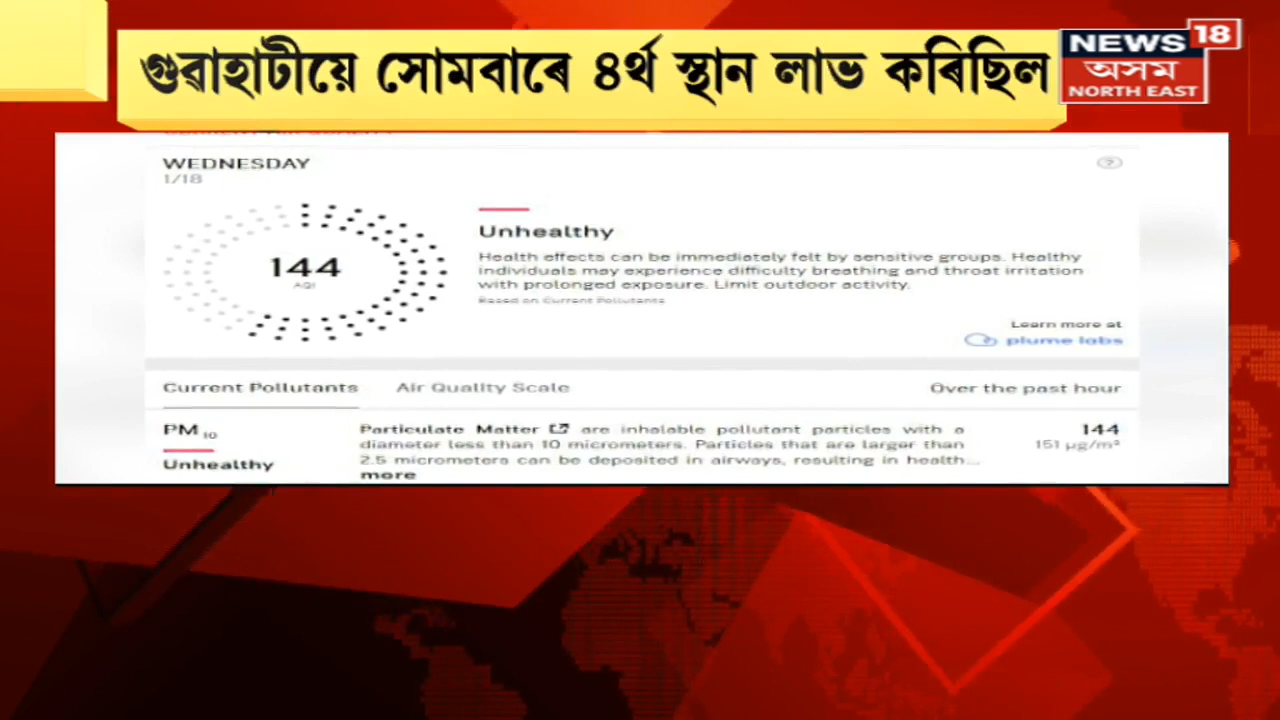 গুৱাহাটীয়ে সোমবাৰে ৪ৰ্থ স্থান লাভ কৰিছিল
NEWS 18
অসম
NORTH EAST
WEDNESDAY
1/18
144
AQI
Unhealthy
Health effects can be immediately felt by sensitive groups. Healthy
individuals may experience difficulty breathing and throat irritation
with prolonged exposure. Limit outdoor activity.
Based on Current Pollutants
Learn more at
plume labs
Current Pollutants Air Quality Scale Over the past hour
PM10
Unhealthy
Particulate Matter are inhalable pollutant particles with a
diameter less than 10 micrometers. Particles that are larger than
2.5 micrometers can be deposited in airways, resulting in health...
more
144
151 µg/m³